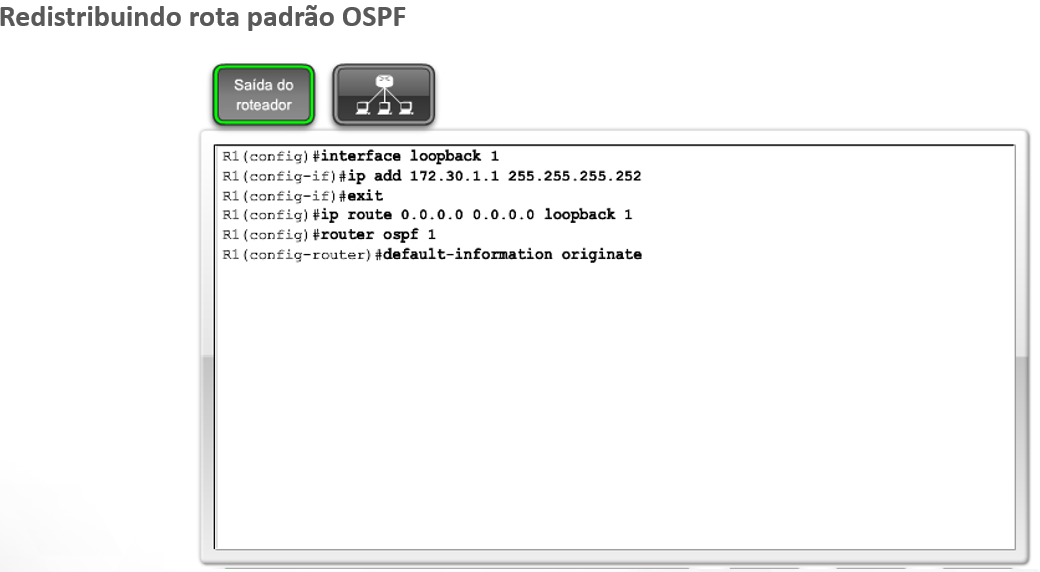 Redistribuindo rota padrão OSPF
Saída do
roteador
R1(config)#interface loopback 1
R1(config-if)#ip add 172.30.1.1 255.255.255.252
R1(config-if)#exit
R1(config)#ip route 0.0.0.0 0.0.0.0 loopback 1
R1(config)#router ospf 1
R1(config-router)#default-information originate